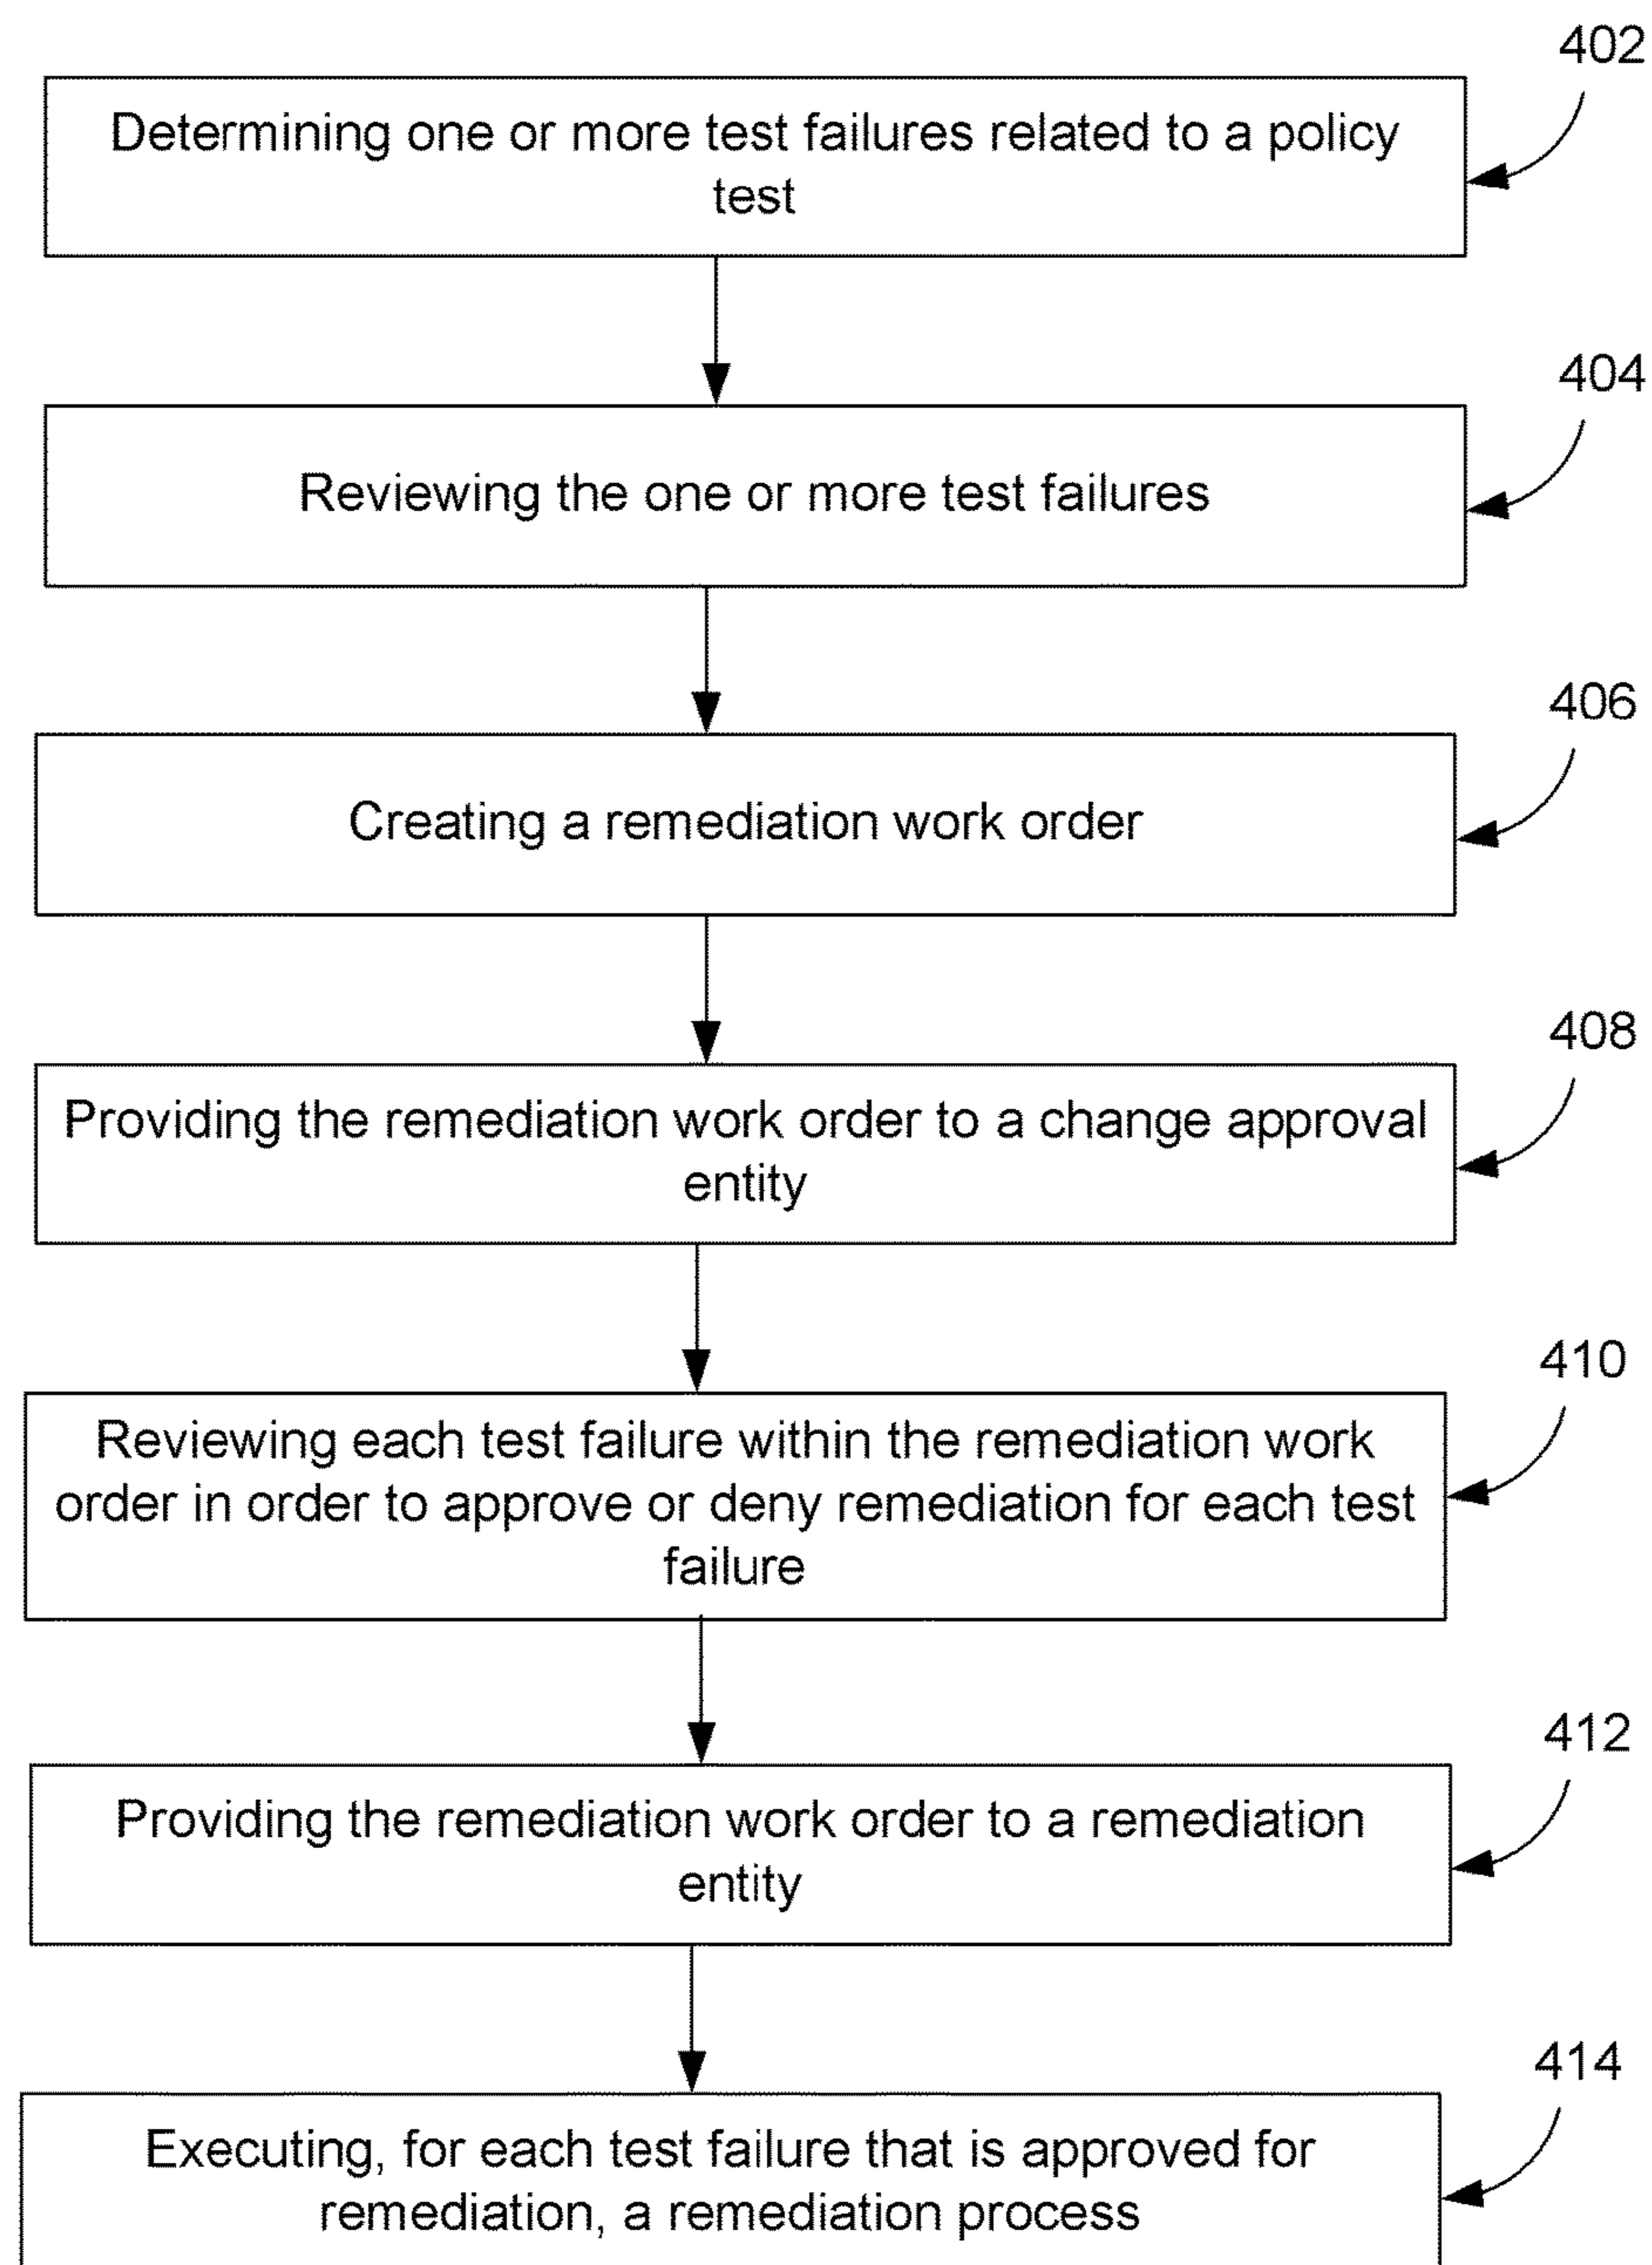 402
Determining one or more test failures related to a policy
test
404
Reviewing the one or more test failures
406
Creating a remediation work order
408
Providing the remediation work order to a change approval
entity
410
Reviewing each test failure within the remediation work
order in order to approve or deny remediation for each test
failure
412
Providing the remediation work order to a remediation
entity
414
Executing, for each test failure that is approved for
remediation, a remediation process